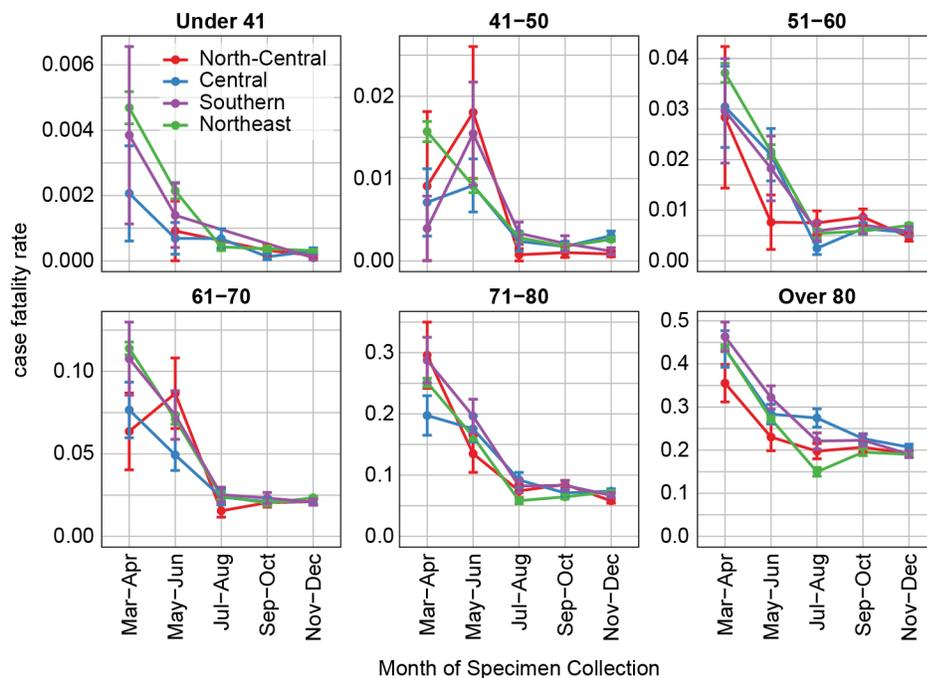 Under 41
41−50
51−60
North-Central
Central
Southern
Northeast
0.006
0.004
0.002
0.000
0.02
0.01
0.00
0.04
0.03
0.02
0.01
0.00
case fatality rate
61−70
71−80
Over 80
0.10
0.05
0.00
0.3
0.2
0.1
0.0
0.5
0.4
0.3
0.2
0.1
0.0
Mar−Apr
May−Jun
Jul−Aug
Sep−Oct
Nov−Dec
Mar−Apr
May−Jun
Jul−Aug
Sep−Oct
Nov−Dec
Mar−Apr
May−Jun
Jul−Aug
Sep−Oct
Nov−Dec
Month of Specimen Collection